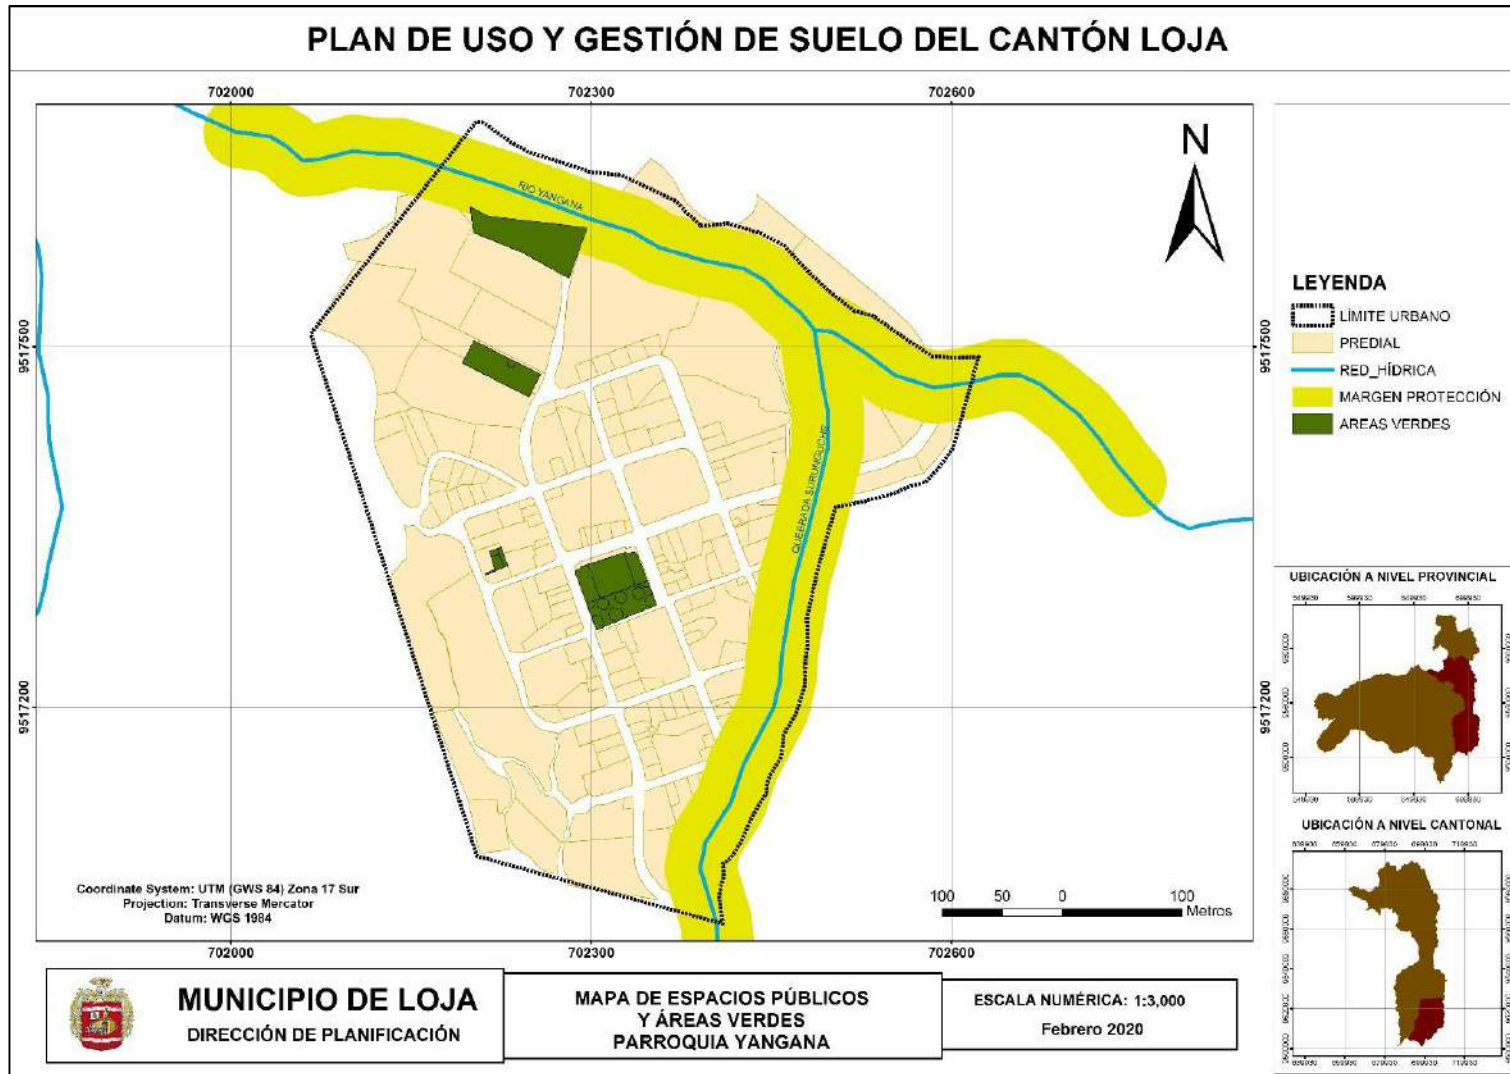 PLAN DE USO Y GESTIÓN DE SUELO DEL CANTÓN LOJA
702000
702300
702600
N
RIO YANGANA
9517500
9517500
LEYENDA
LÍMITE URBANO
PREDIAL
RED_HÍDRICA
MARGEN PROTECCIÓN
AREAS VERDES
QUEBRADA SURUNGUCHE
UBICACIÓN A NIVEL PROVINCIAL
9517200
9517200
UBICACIÓN A NIVEL CANTONAL
Coordinate System: UTM (GWS 84) Zona 17 Sur
Projection: Transverse Mercator
Datum: WGS 1984
100 50 0 100
Metros
702000
702300
702600
MUNICIPIO DE LOJA
DIRECCIÓN DE PLANIFICACIÓN
MAPA DE ESPACIOS PÚBLICOS
Y ÁREAS VERDES
PARROQUIA YANGANA
ESCALA NUMÉRICA: 1:3,000
Febrero 2020